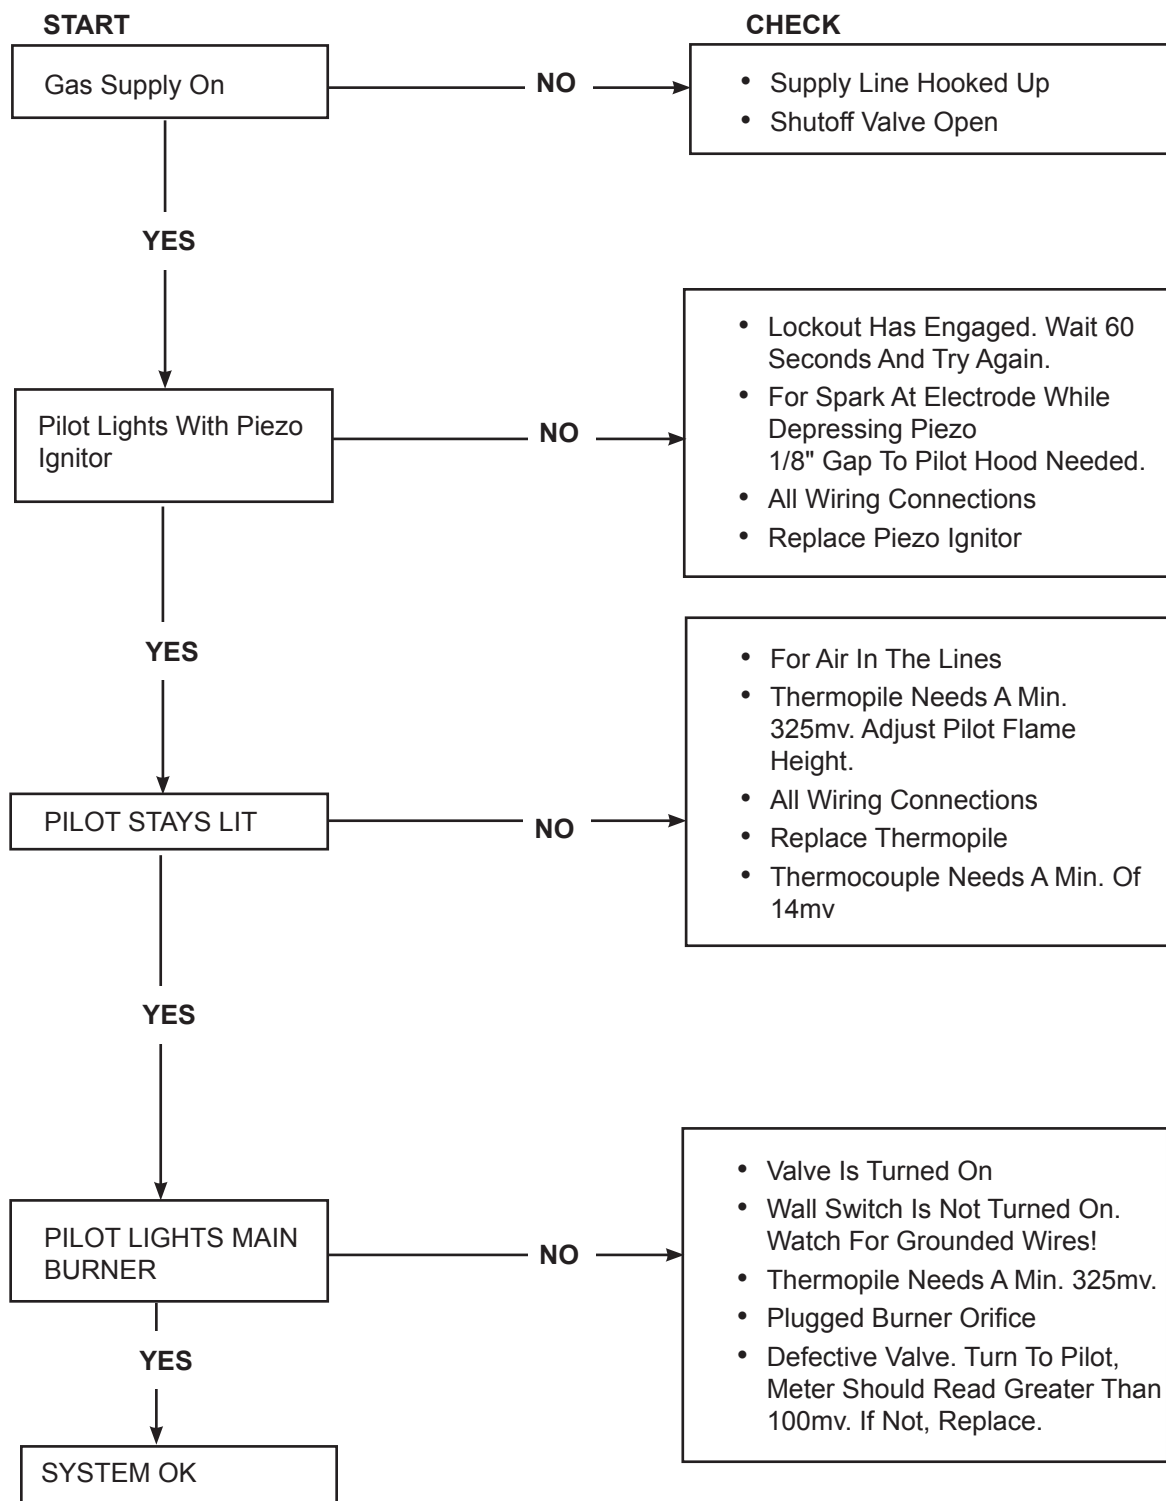 START
CHECK
Gas Supply On
NO
• Supply Line Hooked Up
• Shutoff Valve Open
YES
Pilot Lights With Piezo
Ignitor
NO
• Lockout Has Engaged. Wait 60
Seconds And Try Again.
• For Spark At Electrode While
Depressing Piezo
1/8" Gap To Pilot Hood Needed.
• All Wiring Connections
• Replace Piezo Ignitor
YES
PILOT STAYS LIT
NO
• For Air In The Lines
• Thermopile Needs A Min.
325mv. Adjust Pilot Flame
Height.
• All Wiring Connections
• Replace Thermopile
• Thermocouple Needs A Min. Of
14mv
YES
PILOT LIGHTS MAIN
BURNER
NO
• Valve Is Turned On
• Wall Switch Is Not Turned On.
Watch For Grounded Wires!
• Thermopile Needs A Min. 325mv.
• Plugged Burner Orifice
• Defective Valve. Turn To Pilot,
Meter Should Read Greater Than
100mv. If Not, Replace.
YES
SYSTEM OK